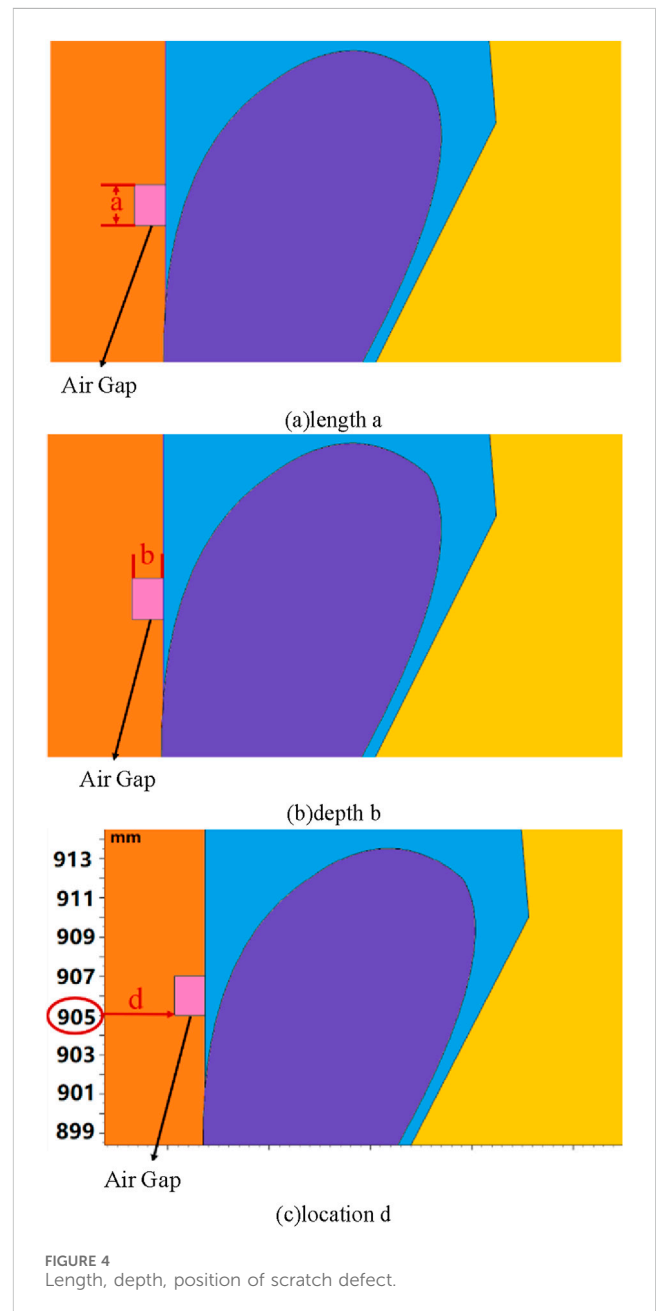 a
Air Gap
(a)length a
b
Air Gap
(b)depth b
mm
913
911
909
907
d
905
903
901
899
Air Gap
(c)location d
FIGURE 4
Length, depth, position of scratch defect.